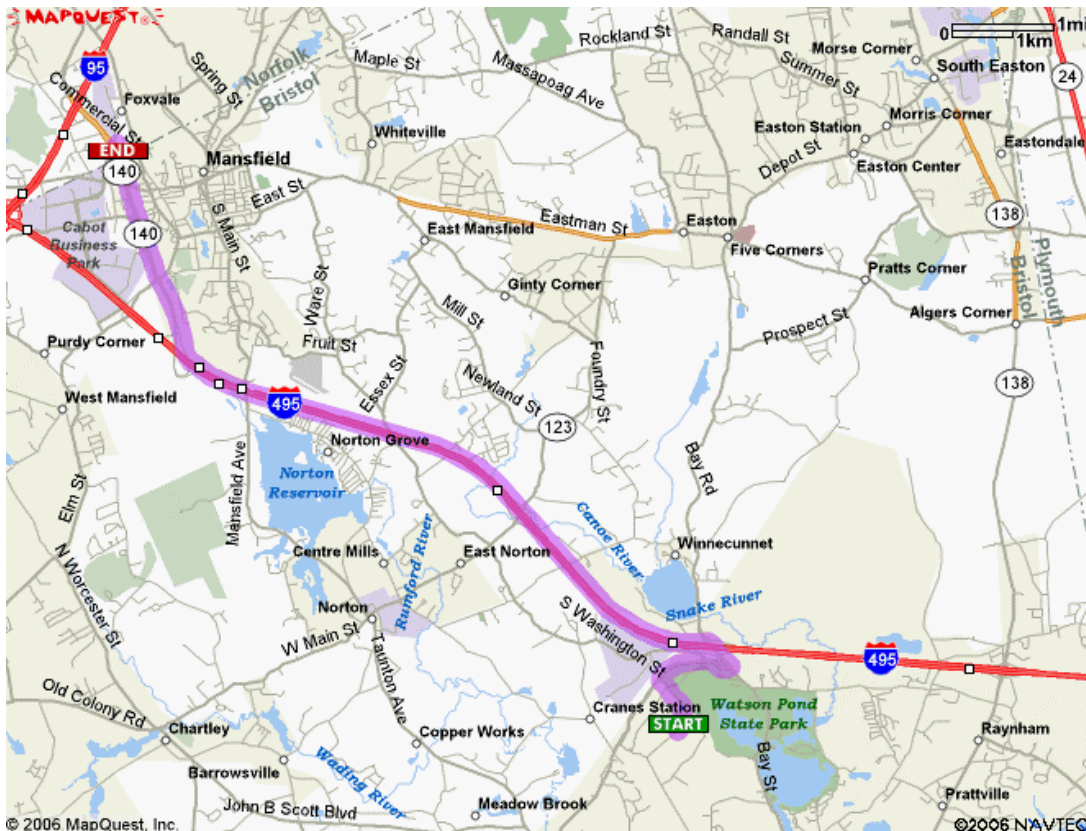 MAPQUEST
1mi
0 1km
95
Commercial St
Foxvale
Spring St
Norfolk
Bristol
Maple St
Rockland St
Massapoag Ave
Randall St
Summer St
Morse Corner
South Easton
24
Morris Corner
Easton Station
Depot St
Easton Center
Eastondale
Whiteville
END
140
Mansfield
East St
S Main St
140
Cabot
Business
Park
East Mansfield
Eastman St
Easton
Five Corners
138
Plymouth
Bristol
Pratts Corner
Ginty Corner
Ware St
Mill St
Prospect St
Algers Corner
Purdy Corner
Fruit St
Essex St
Foundry St
Newland St
138
West Mansfield
495
123
Norton Grove
Norton
Reservoir
Mansfield Ave
Elm St
Bay Rd
Canoe River
Winnecunnet
Centre Mills
Rumford River
East Norton
Snake River
N Worcester St
Norton
W Main St
Taunton Ave
S Washington St
495
Old Colony Rd
Cranes Station
START
Watson Pond
State Park
Chartley
Copper Works
Raynham
Barrowsville
Wading River
Bay St
John B Scott Blvd
Meadow Brook
Prattville
© 2006 MapQuest, Inc.
©2006 NAVTEQ